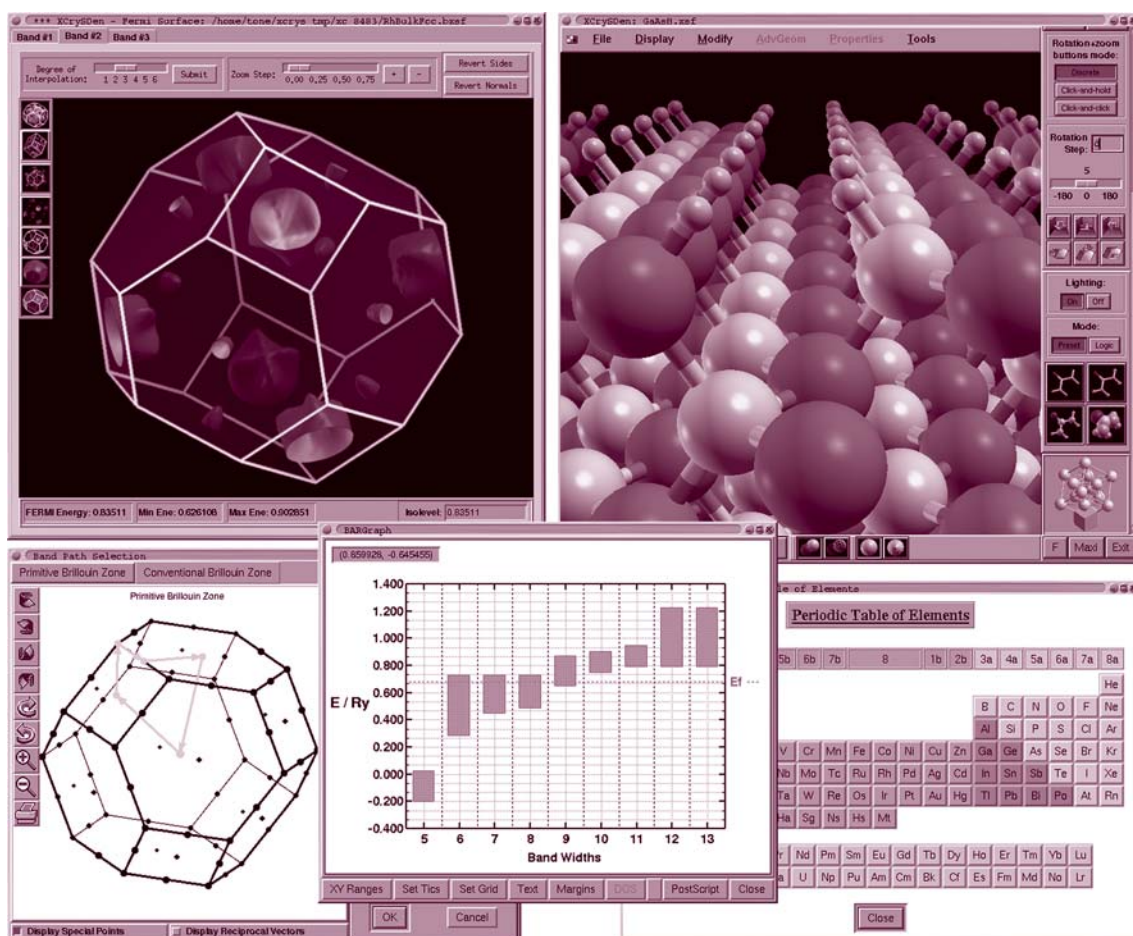 *** XCrySDen - Fermi Surface: /home/tone/xcrys tmp/xc 8483/RhBulkFcc.bxsf
Band #1 Band #2 Band #3
Degree of Interpolation: 1 2 3 4 5 6 Submit
Zoom Step: 0,00 0,25 0,50 0,75 + -
Revert Sides
Revert Normals
FERMI Energy: 0.83511 Min Ene: 0.626106 Max Ene: 0.902851 Isolevel: 0.83511
XCrySDen: GaAsH.xsf
File Display Modify AdvGeom Properties Tools
Rotation+zoom
buttons mode:
Discrete
Click-and-hold
Click-and-click
Rotation
Step:
5
-180 0 180
Lighting:
On Off
Mode:
Preset Logic
F Maxi Exit
Band Path Selection
Primitive Brillouin Zone Conventional Brillouin Zone
Primitive Brillouin Zone
Display Special Points Display Reciprocal Vectors
BARGraph
(0.859928, -0.645455)
1.400
1.200
1.000
0.800
0.600
0.400
0.200
0.000
-0.200
-0.400
E / Ry
Ef
5 6 7 8 9 10 11 12 13
Band Widths
XY Ranges Set Tics Set Grid Text Margins DOS PostScript Close
OK Cancel
of Elements
Periodic Table of Elements
5b 6b 7b 8 1b 2b 3a 4a 5a 6a 7a 8a
He
B C N O F Ne
Al Si P S Cl Ar
V Cr Mn Fe Co Ni Cu Zn Ga Ge As Se Br Kr
Nb Mo Tc Ru Rh Pd Ag Cd In Sn Sb Te I Xe
Ta W Re Os Ir Pt Au Hg Tl Pb Bi Po At Rn
Ha Sg Ns Hs Mt
Nd Pm Sm Eu Gd Tb Dy Ho Er Tm Yb Lu
U Np Pu Am Cm Bk Cf Es Fm Md No Lr
Close